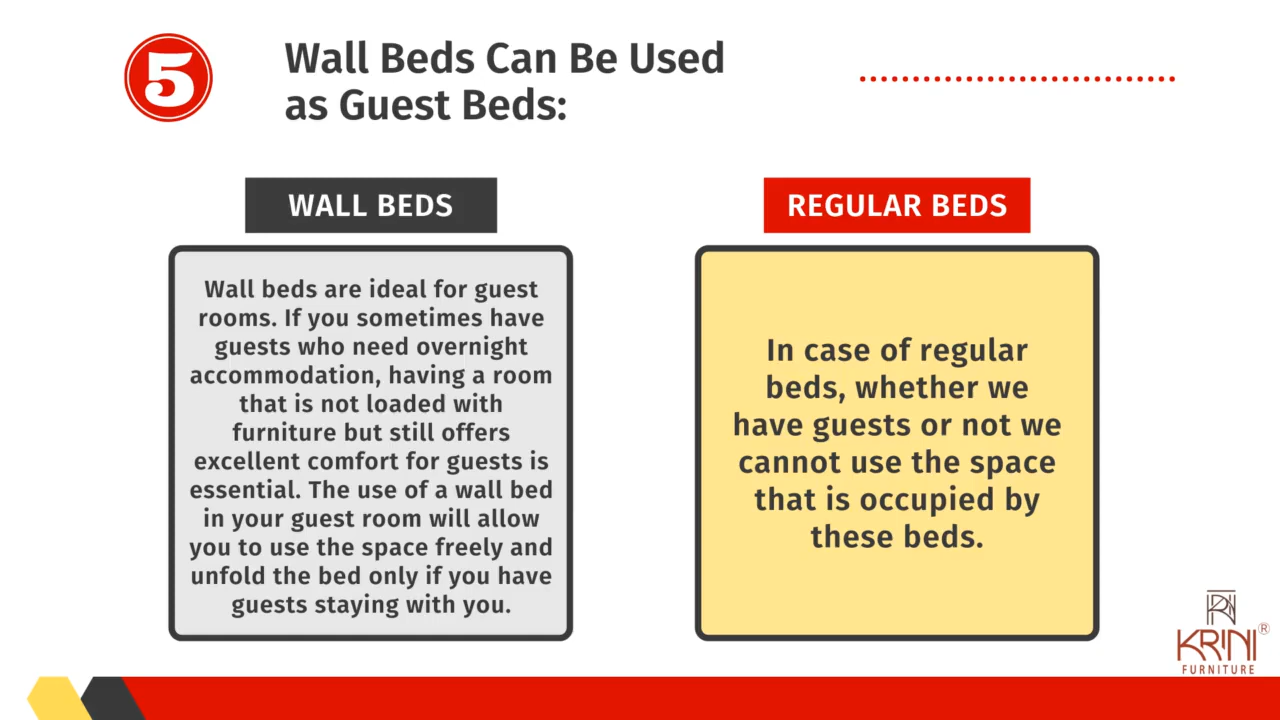 5
Wall Beds Can Be Used
as Guest Beds:
WALL BEDS
Wall beds are ideal for guest
rooms. If you sometimes have
guests who need overnight
accommodation, having a room
that is not loaded with
furniture but still offers
excellent comfort for guests is
essential. The use of a wall bed
in your guest room will allow
you to use the space freely and
unfold the bed only if you have
guests staying with you.
REGULAR BEDS
In case of regular
beds, whether we
have guests or not we
cannot use the space
that is occupied by
these beds.
KRINI®
FURNITURE